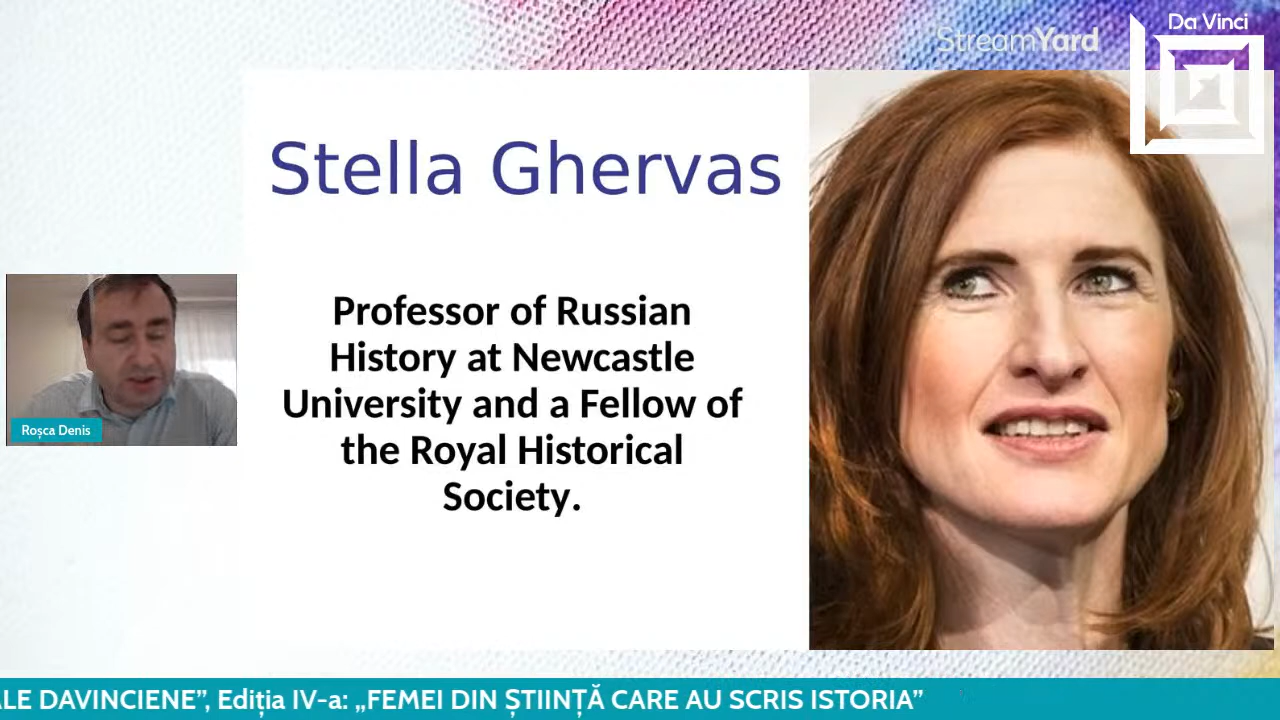 StreamYard
Da Vinci
Stella Ghervas
Professor of Russian
History at Newcastle
University and a Fellow of
the Royal Historical
Society.
Roșca Denis
LE DAVINCIENE”, Ediția IV-a: „FEMEI DIN ȘTIINȚĂ CARE AU SCRIS ISTORIA”